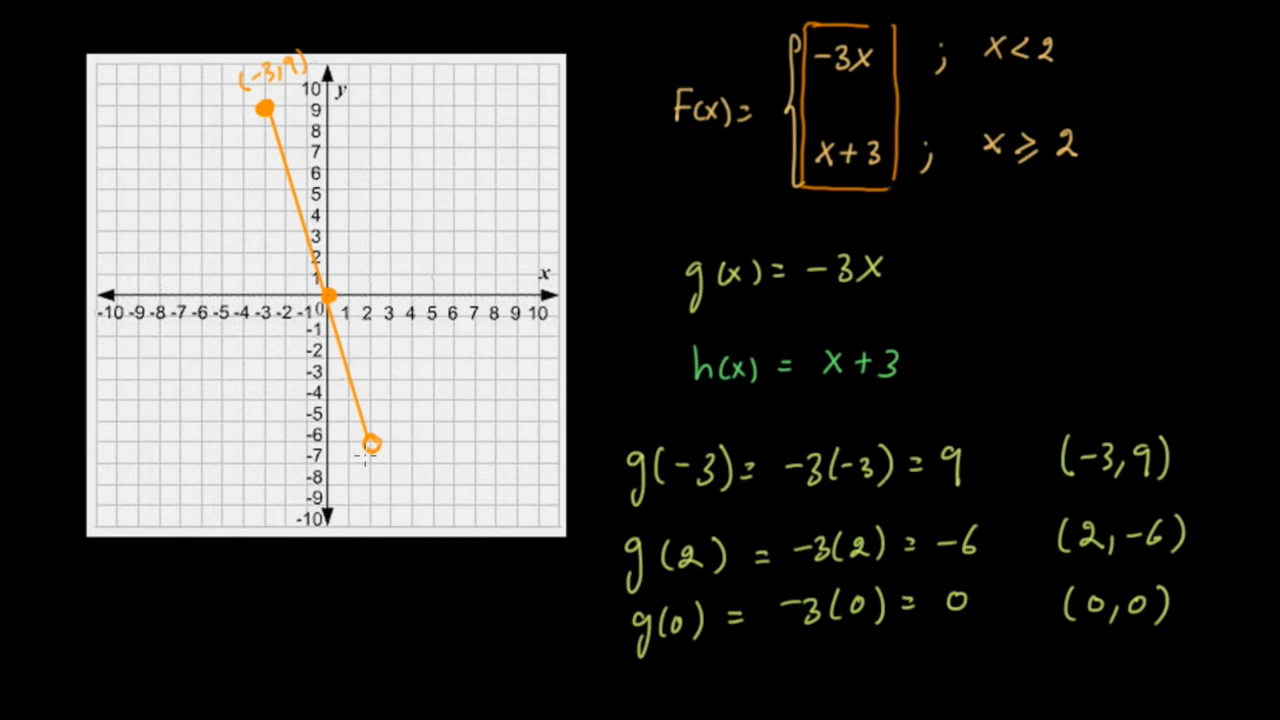 (-3,9)
10
y
9
8
7
6
5
4
3
2
1
x
-10 -9 -8 -7 -6 -5 -4 -3 -2 -1 0 1 2 3 4 5 6 7 8 9 10
-1
-2
-3
-4
-5
-6
-7
-8
-9
-10
F(x) = { -3x ; x < 2
x+3 ; x ⩾ 2
g(x) = -3x
h(x) = x+3
g(-3) = -3(-3) = 9 (-3,9)
g(2) = -3(2) = -6 (2,-6)
g(0) = -3(0) = 0 (0,0)